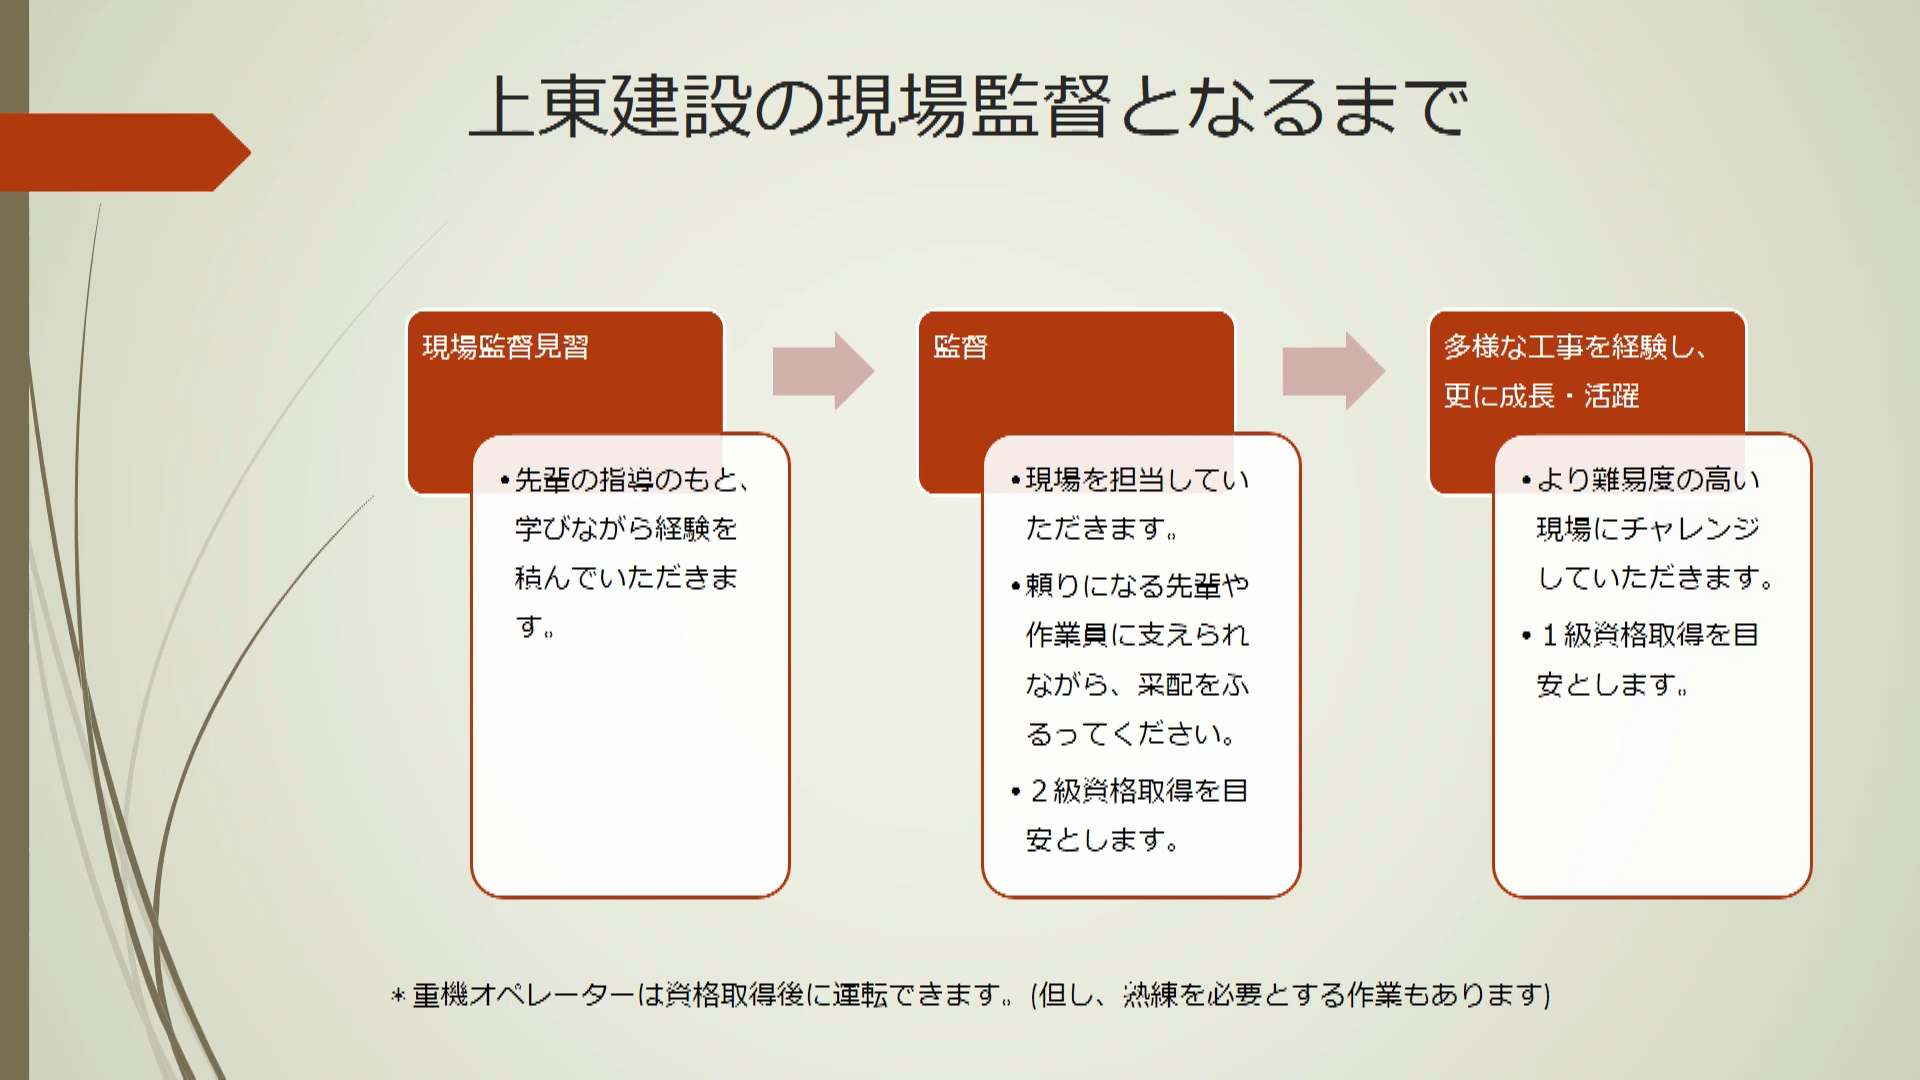 上東建設の現場監督となるまで
現場監督見習
•先輩の指導のもと、
学びながら経験を
積んでいただきま
す。
監督
•現場を担当してい
ただきます。
•頼りになる先輩や
作業員に支えられ
ながら、采配をふ
るってください。
•２級資格取得を目
安とします。
多様な工事を経験し、
更に成長・活躍
•より難易度の高い
現場にチャレンジ
していただきます。
•１級資格取得を目
安とします。
＊重機オペレーターは資格取得後に運転できます。(但し、熟練を必要とする作業もあります)